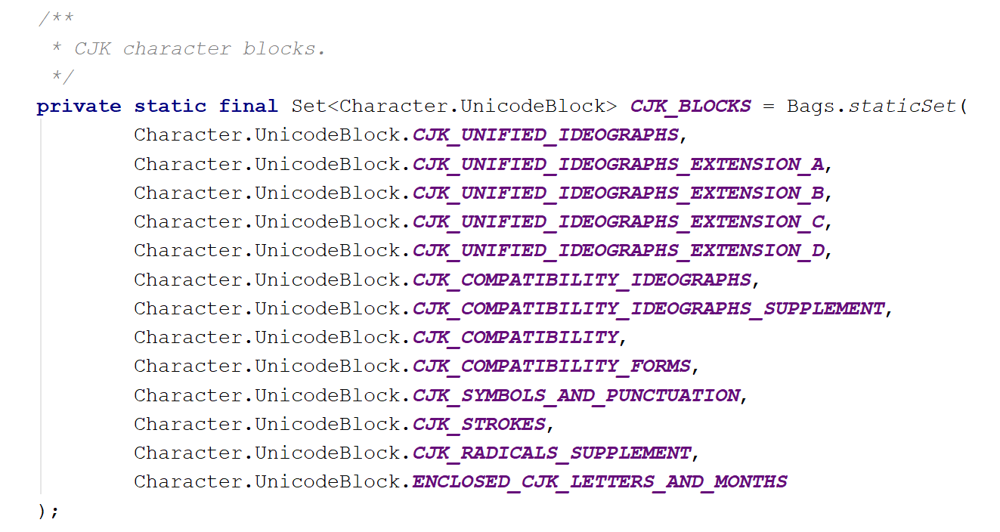 /**
 * CJK character blocks.
 */
private static final Set<Character.UnicodeBlock> CJK_BLOCKS = Bags.staticSet(
        Character.UnicodeBlock.CJK_UNIFIED_IDEOGRAPHS,
        Character.UnicodeBlock.CJK_UNIFIED_IDEOGRAPHS_EXTENSION_A,
        Character.UnicodeBlock.CJK_UNIFIED_IDEOGRAPHS_EXTENSION_B,
        Character.UnicodeBlock.CJK_UNIFIED_IDEOGRAPHS_EXTENSION_C,
        Character.UnicodeBlock.CJK_UNIFIED_IDEOGRAPHS_EXTENSION_D,
        Character.UnicodeBlock.CJK_COMPATIBILITY_IDEOGRAPHS,
        Character.UnicodeBlock.CJK_COMPATIBILITY_IDEOGRAPHS_SUPPLEMENT,
        Character.UnicodeBlock.CJK_COMPATIBILITY,
        Character.UnicodeBlock.CJK_COMPATIBILITY_FORMS,
        Character.UnicodeBlock.CJK_SYMBOLS_AND_PUNCTUATION,
        Character.UnicodeBlock.CJK_STROKES,
        Character.UnicodeBlock.CJK_RADICALS_SUPPLEMENT,
        Character.UnicodeBlock.ENCLOSED_CJK_LETTERS_AND_MONTHS
);